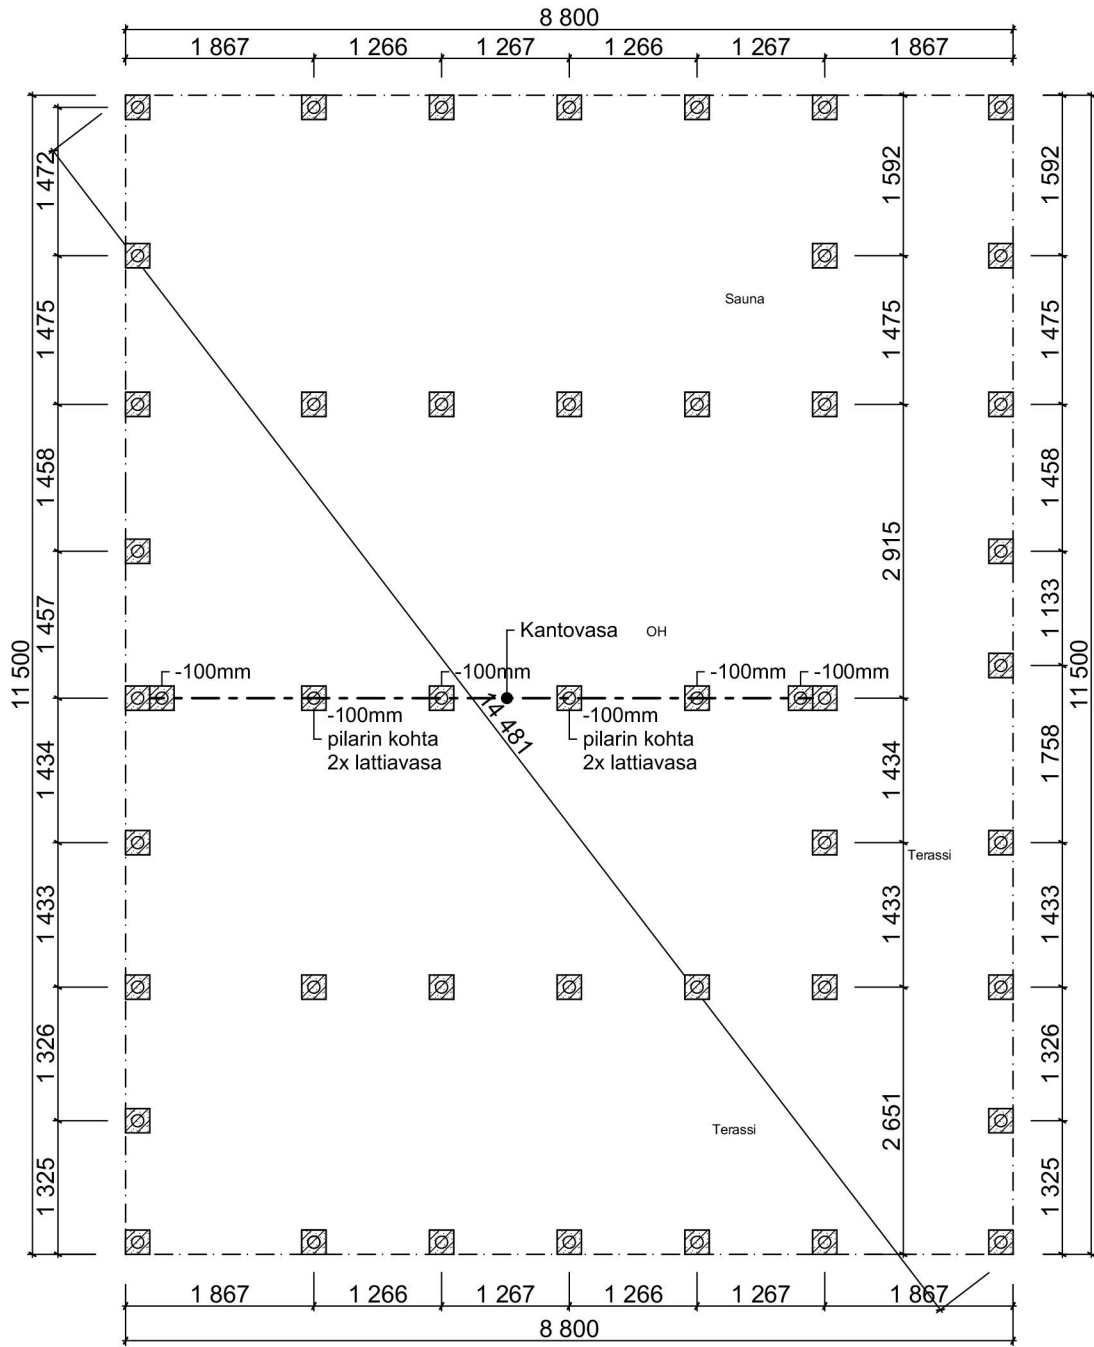 8 800
1 867
1 266
1 267
1 266
1 267
1 867
1 472
1 592
1 592
1 475
Sauna
1 475
1 475
1 458
2 915
1 458
1 457
1 133
11 500
Kantovasa
OH
11 500
-100mm
-100mm
-100mm
-100mm
14 481
-100mm
pilarin kohta
2x lattiavasa
-100mm
pilarin kohta
2x lattiavasa
1 434
1 434
1 758
Terassi
1 433
1 433
1 433
1 326
1 326
2 651
Terassi
1 325
1 325
1 867
1 266
1 267
1 266
1 267
1 867
8 800